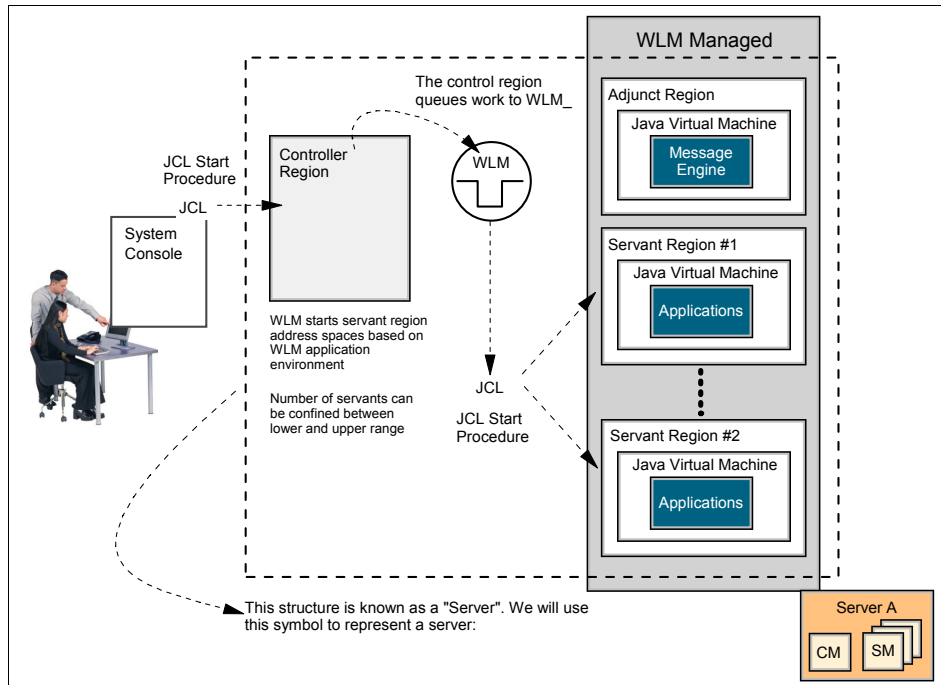 WLM Managed
The control region
queues work to WLM_
Adjunct Region
Java Virtual Machine
Message
Engine
Controller
Region
WLM
JCL Start
Procedure
JCL
System
Console
Servant Region #1
Java Virtual Machine
Applications
WLM starts servant region
address spaces based on
WLM application
environment
Number of servants can
be confined between
lower and upper range
JCL
JCL Start
Procedure
Servant Region #2
Java Virtual Machine
Applications
This structure is known as a "Server". We will use
this symbol to represent a server:
Server A
CM
SM